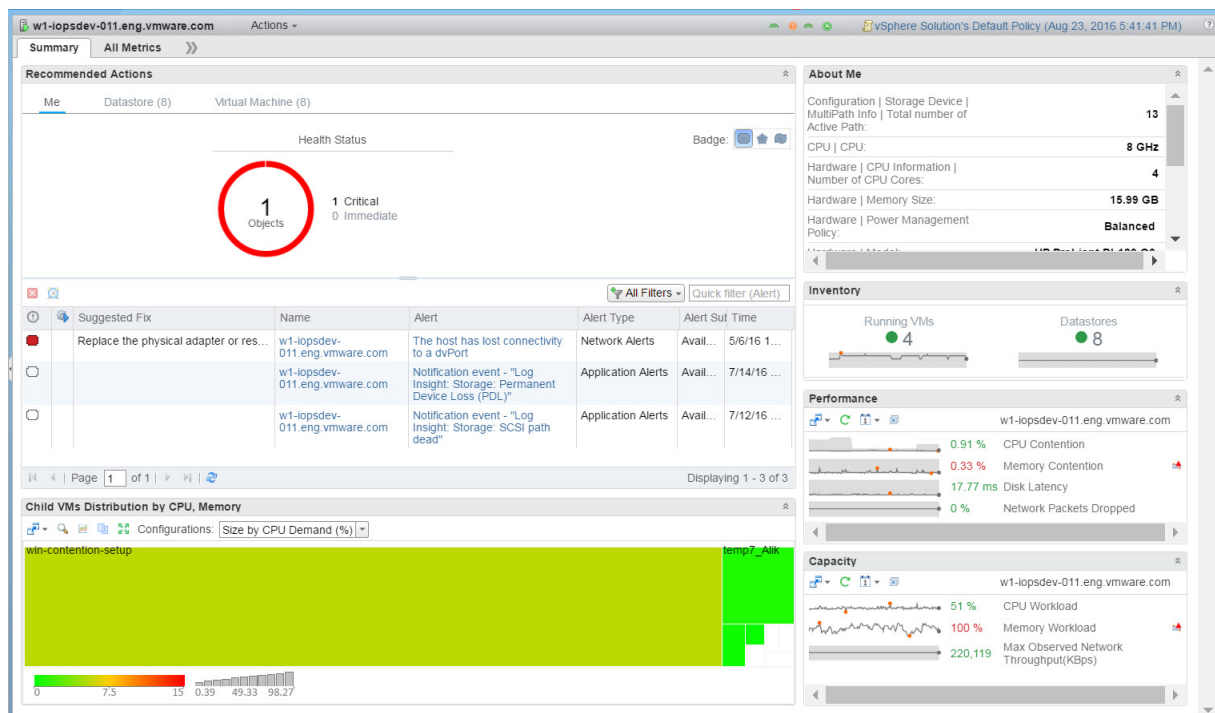 w1-iopsdev-011.eng.vmware.com Actions
vSphere Solution's Default Policy (Aug 23, 2016 5:41:41 PM)
Summary All Metrics
Recommended Actions
Me Datastore (8) Virtual Machine (8)
Health Status
Badge:
1
Objects
1 Critical
0 Immediate
All Filters Quick filter (Alert)
Suggested Fix Name Alert Alert Type Alert Sul Time
Replace the physical adapter or res... w1-iopsdev- The host has lost connectivity Network Alerts Avail... 5/6/16 1...
011.eng.vmware.com to a dvPort
w1-iopsdev- Notification event - "Log Application Alerts Avail... 7/14/16 ...
011.eng.vmware.com Insight: Storage: Permanent
Device Loss (PDL)"
w1-iopsdev- Notification event - "Log Application Alerts Avail... 7/12/16 ...
011.eng.vmware.com Insight: Storage: SCSI path
dead"
Page 1 of 1 Displaying 1 - 3 of 3
Child VMs Distribution by CPU, Memory
Configurations: Size by CPU Demand (%)
win-contention-setup temp7_Alik
0 7.5 15 0.39 49.33 98.27
About Me
Configuration | Storage Device |
MultiPath Info | Total number of 13
Active Path:
CPU | CPU: 8 GHz
Hardware | CPU Information | 4
Number of CPU Cores:
Hardware | Memory Size: 15.99 GB
Hardware | Power Management Balanced
Policy:
Inventory
Running VMs Datastores
4 8
Performance
w1-iopsdev-011.eng.vmware.com
0.91 % CPU Contention
0.33 % Memory Contention
17.77 ms Disk Latency
0 % Network Packets Dropped
Capacity
w1-iopsdev-011.eng.vmware.com
51 % CPU Workload
100 % Memory Workload
220,119 Max Observed Network
Throughput(KBps)